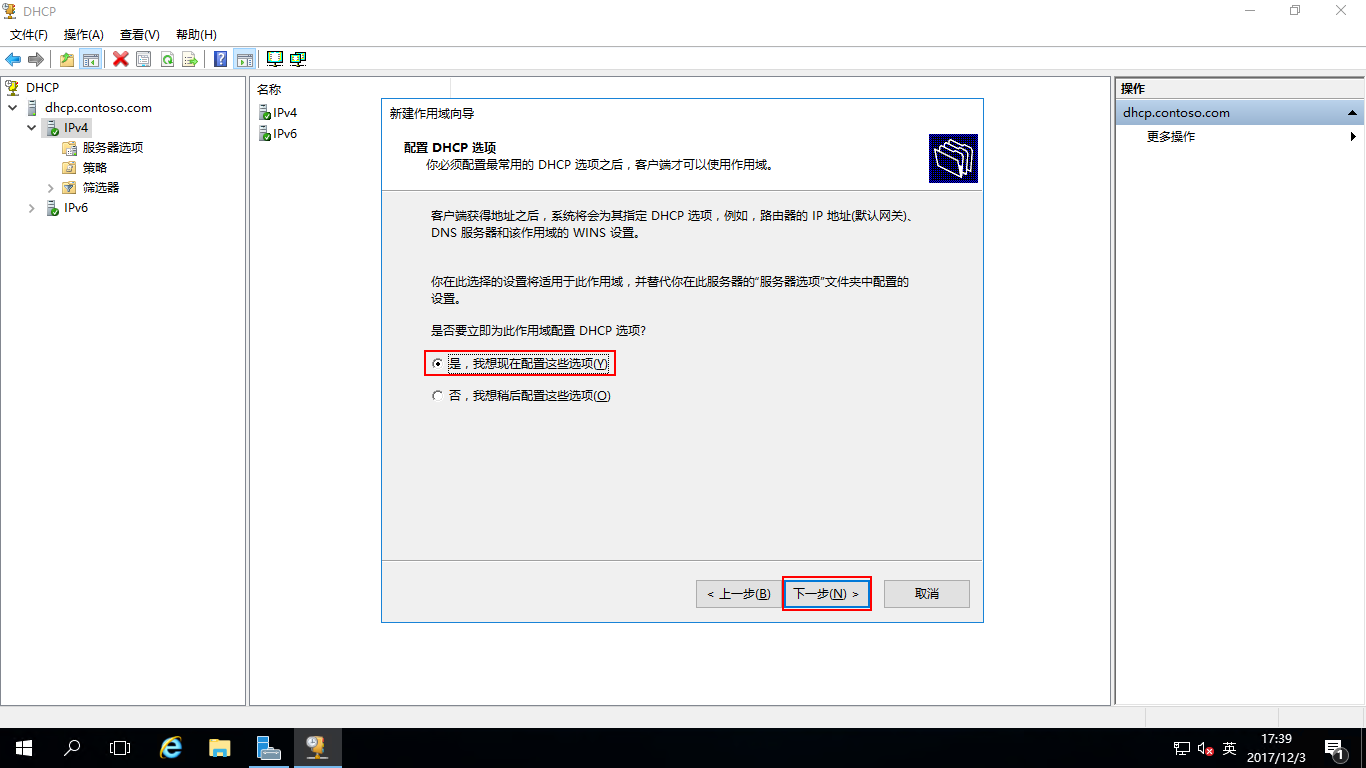 DHCP
文件(F) 操作(A) 查看(V) 帮助(H)
DHCP
dhcp.contoso.com
IPv4
服务器选项
策略
筛选器
IPv6
名称
IPv4
IPv6
新建作用域向导
配置 DHCP 选项
你必须配置最常用的 DHCP 选项之后，客户端才可以使用作用域。
客户端获得地址之后，系统将会为其指定 DHCP 选项，例如，路由器的 IP 地址(默认网关)、
DNS 服务器和该作用域的 WINS 设置。
你在此选择的设置将适用于此作用域，并替代你在此服务器的“服务器选项”文件夹中配置的
设置。
是否要立即为此作用域配置 DHCP 选项?
是，我想现在配置这些选项(Y)
否，我想稍后配置这些选项(O)
< 上一步(B) 下一步(N) > 取消
操作
dhcp.contoso.com
更多操作
英
17:39
2017/12/3
1